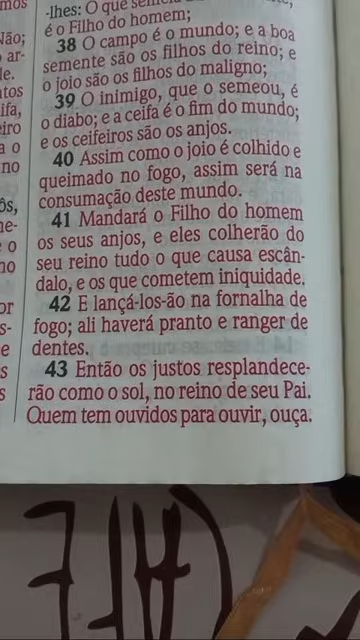 -lhes: O que
é o Filho do homem;
38 O campo é o mundo; e a boa
semente são os filhos do reino; e
o joio são os filhos do maligno;
39 O inimigo, que o semeou, é
o diabo; e a ceifa é o fim do mundo;
e os ceifeiros são os anjos.
40 Assim como o joio é colhido e
queimado no fogo, assim será na
consumação deste mundo.
41 Mandará o Filho do homem
os seus anjos, e eles colherão do
seu reino tudo o que causa escân-
dalo, e os que cometem iniquidade.
42 E lançá-los-ão na fornalha de
fogo; ali haverá pranto e ranger de
dentes.
43 Então os justos resplandece-
rão como o sol, no reino de seu Pai.
Quem tem ouvidos para ouvir, ouça.
CAFÉ